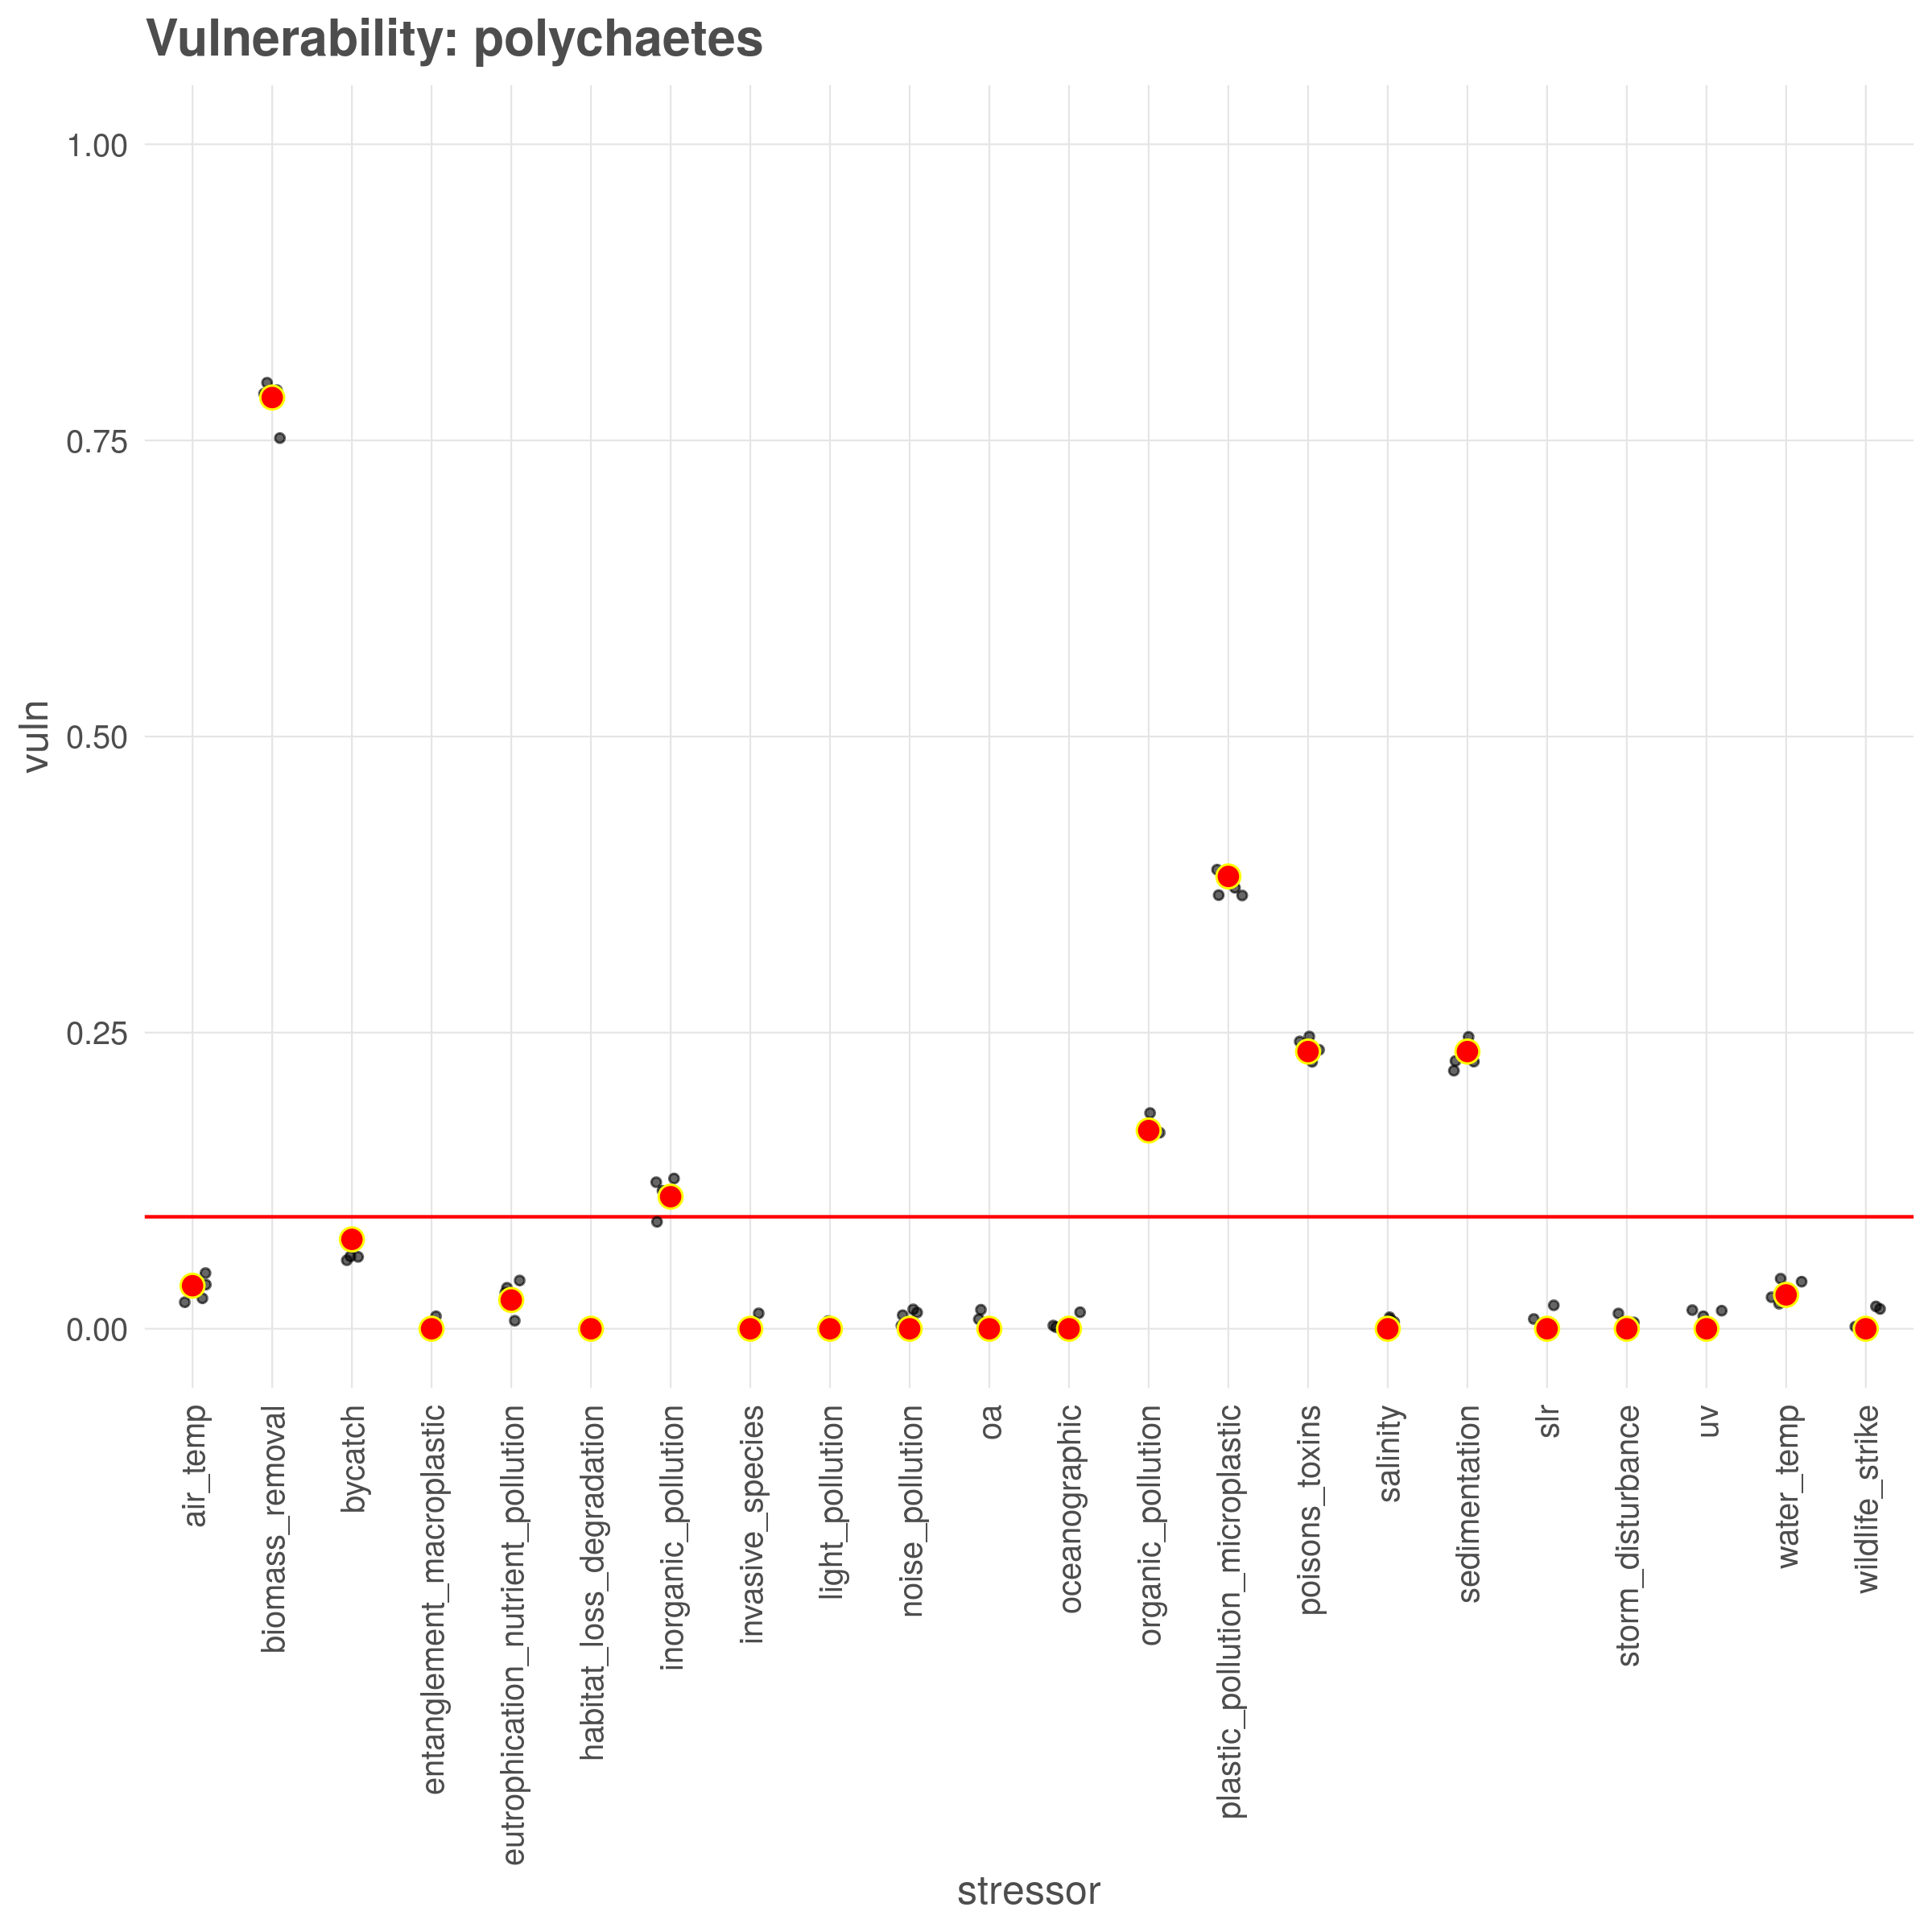 Vulnerability: polychaetes
1.00
0.75
0.50
0.25
0.00
vuln
air_temp
biomass_removal
bycatch
entanglement_macroplastic
eutrophication_nutrient_pollution
habitat_loss_degradation
inorganic_pollution
invasive_species
light_pollution
noise_pollution
oa
oceanographic
organic_pollution
plastic_pollution_microplastic
poisons_toxins
salinity
sedimentation
slr
storm_disturbance
uv
water_temp
wildlife_strike
stressor